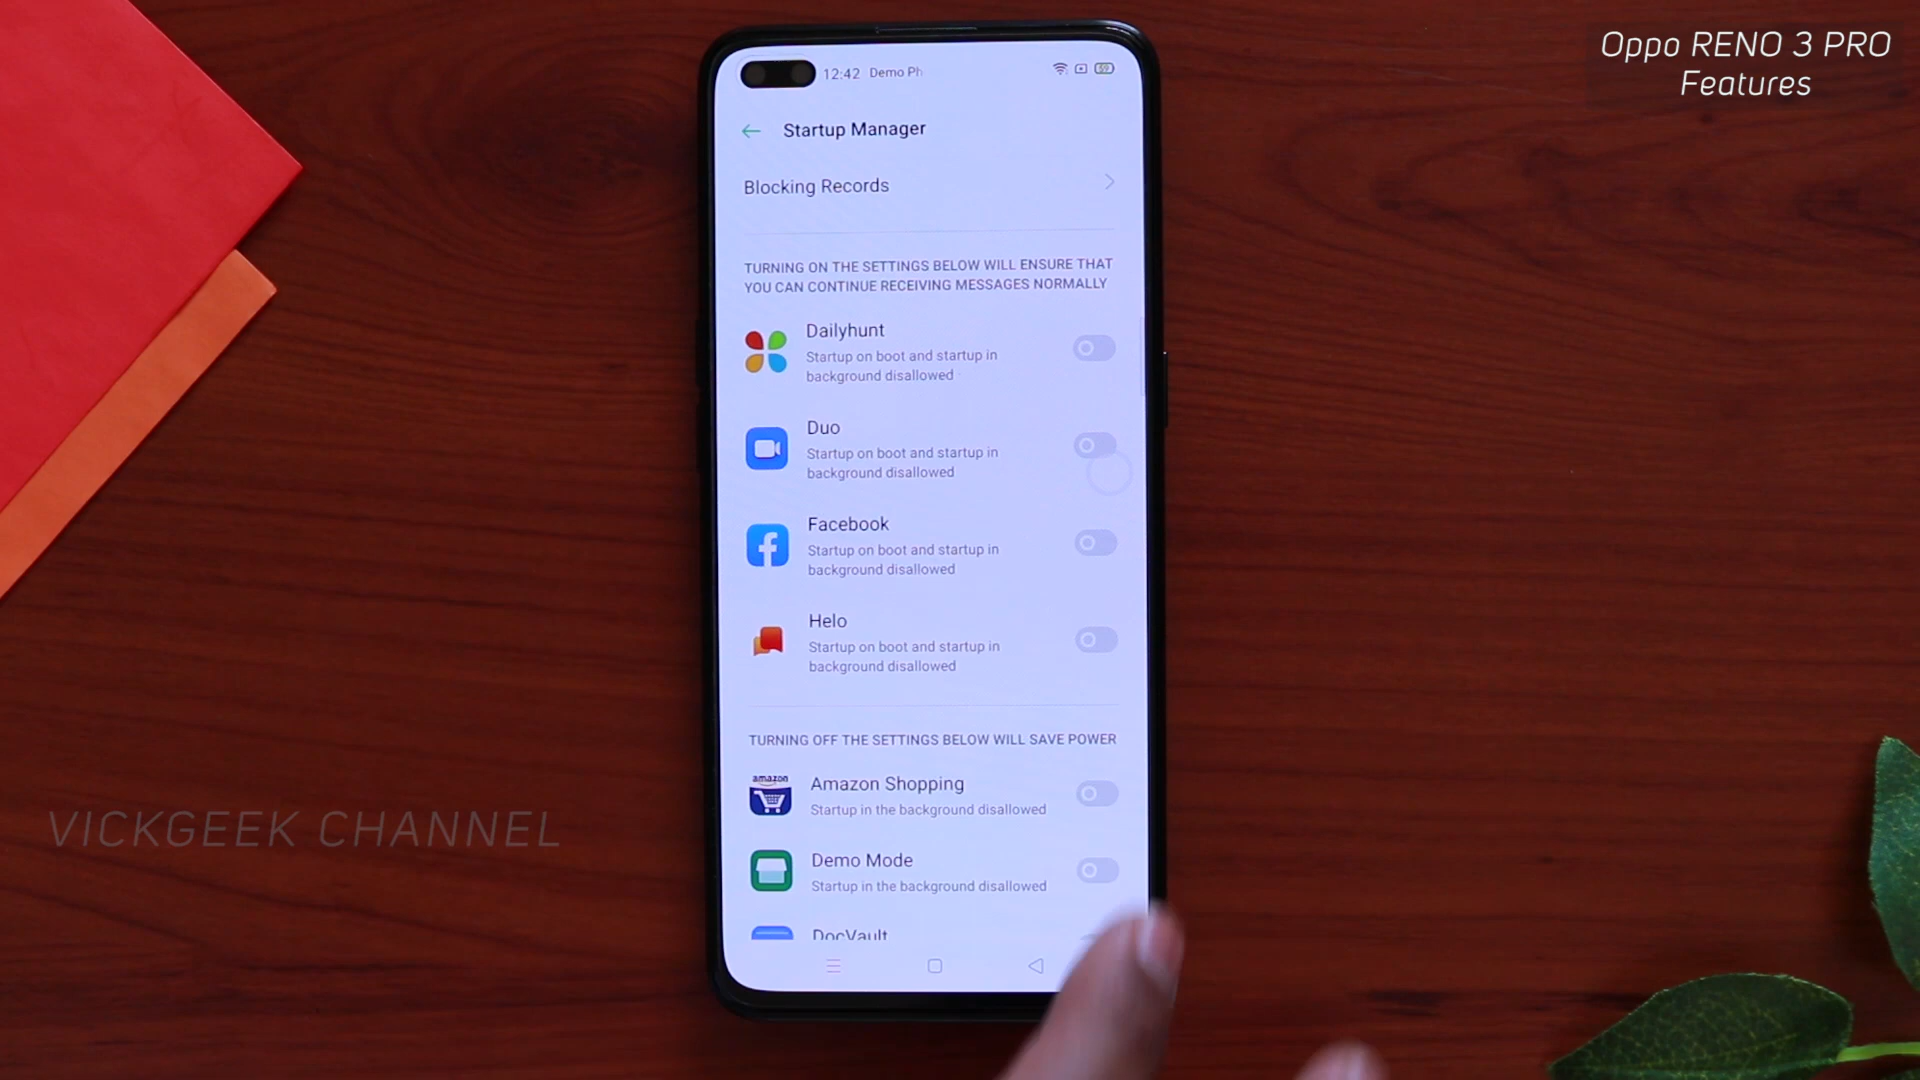 Oppo RENO 3 PRO
Features
12:42 Demo Ph
Startup Manager
Blocking Records
TURNING ON THE SETTINGS BELOW WILL ENSURE THAT
YOU CAN CONTINUE RECEIVING MESSAGES NORMALLY
Dailyhunt
Startup on boot and startup in
background disallowed
Duo
Startup on boot and startup in
background disallowed
Facebook
Startup on boot and startup in
background disallowed
Helo
Startup on boot and startup in
background disallowed
TURNING OFF THE SETTINGS BELOW WILL SAVE POWER
amazon
Amazon Shopping
Startup in the background disallowed
Demo Mode
Startup in the background disallowed
DocVault
VICKGEEK CHANNEL